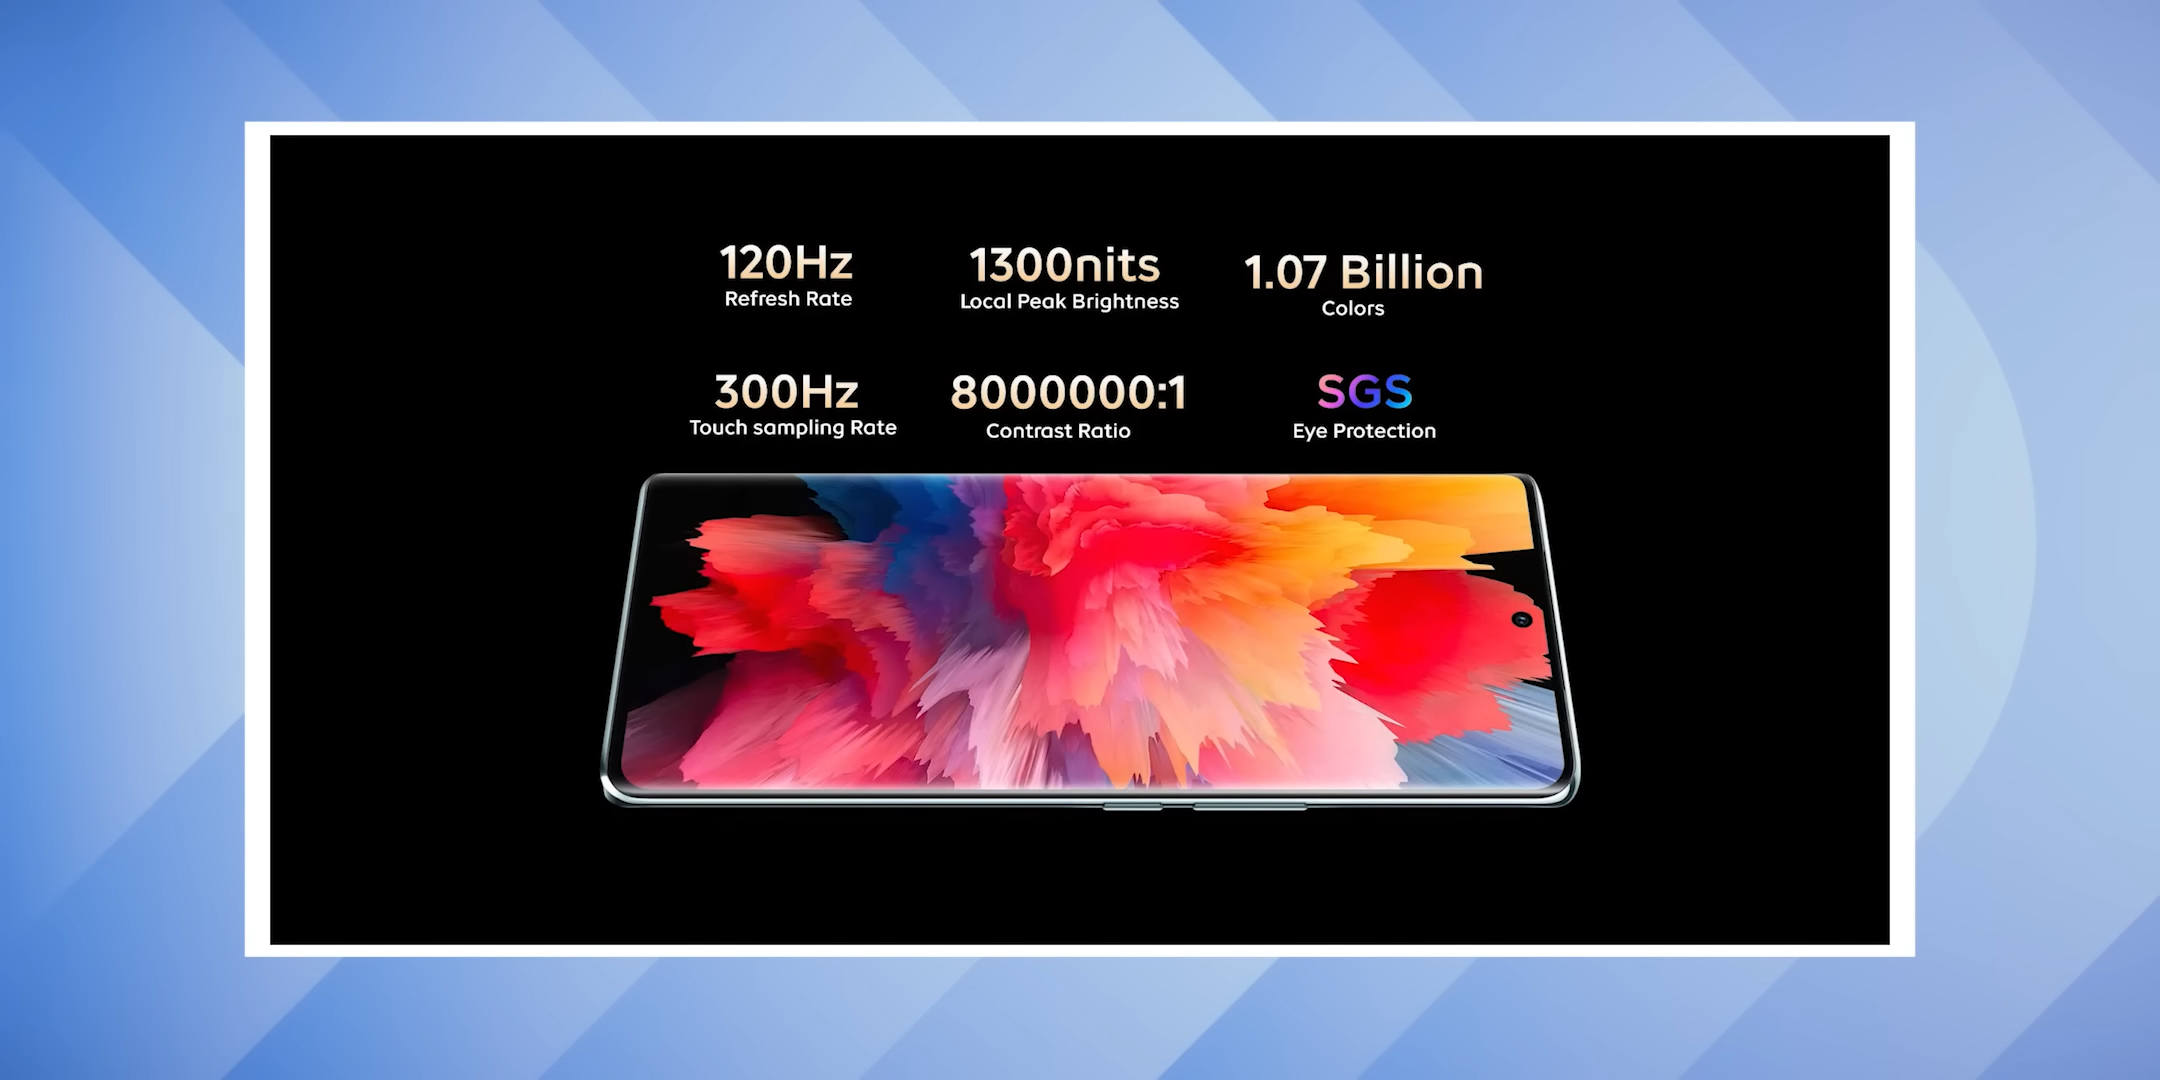 120Hz
Refresh Rate
1300nits
Local Peak Brightness
1.07 Billion
Colors
300Hz
Touch sampling Rate
8000000:1
Contrast Ratio
SGS
Eye Protection